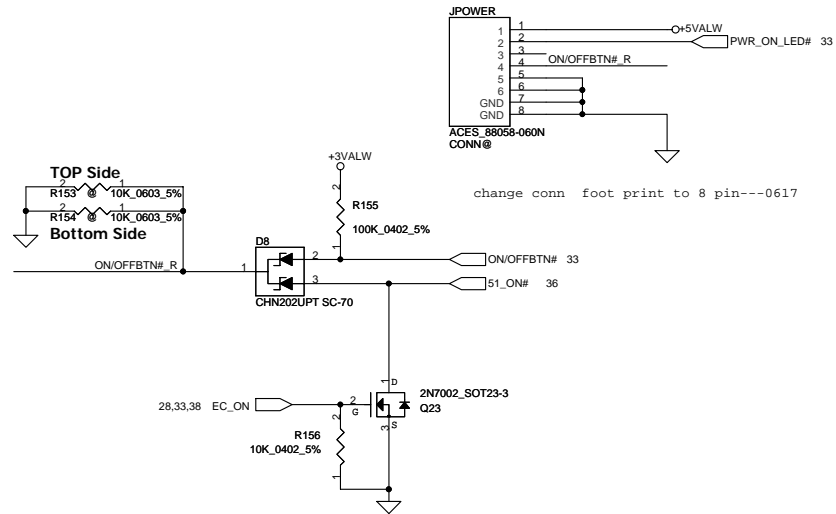 JPOWER
1 1 +5VALW
2 2 PWR_ON_LED# 33
3 3
4 4 ON/OFFBTN#_R
5 5
6 6
GND 7
GND 8
ACES_88058-060N
CONN@
change conn foot print to 8 pin---0617
+3VALW
TOP Side
2 1
R153 @ 10K_0603_5%
2 1
R154 @ 10K_0603_5%
Bottom Side
2
R155
100K_0402_5%
1
D8
ON/OFFBTN#_R 1
2 ON/OFFBTN# 33
3 51_ON# 36
CHN202UPT SC-70
1 D
2N7002_SOT23-3
Q23
28,33,38 EC_ON 2 G
3 S
2
R156
10K_0402_5%
1